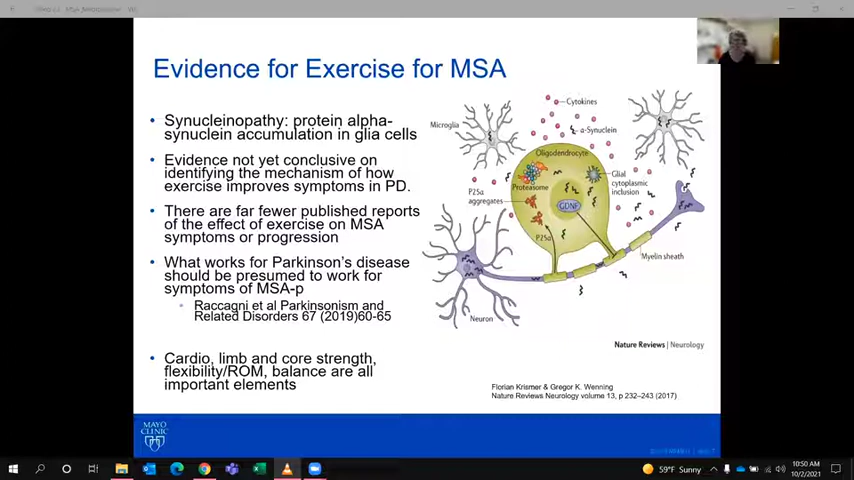 Evidence for Exercise for MSA
• Synucleinopathy: protein alpha-
synuclein accumulation in glia cells
• Evidence not yet conclusive on
identifying the mechanism of how
exercise improves symptoms in PD.
• There are far fewer published reports
of the effect of exercise on MSA
symptoms or progression
• What works for Parkinson's disease
should be presumed to work for
symptoms of MSA-p
• Raccagni et al Parkinsonism and
Related Disorders 67 (2019)60-65
• Cardio, limb and core strength,
flexibility/ROM, balance are all
important elements
Cytokines
Microglia
α-Synuclein
Oligodendrocyte
Proteasome
Glial
cytoplasmic
inclusion
P25α
aggregates
GDNF
P25α
Myelin sheath
Neuron
Nature Reviews | Neurology
Florian Krismer & Gregor K. Wenning
Nature Reviews Neurology volume 13, p 232–243 (2017)
MAYO
CLINIC
59°F Sunny
10:50 AM
10/2/2021